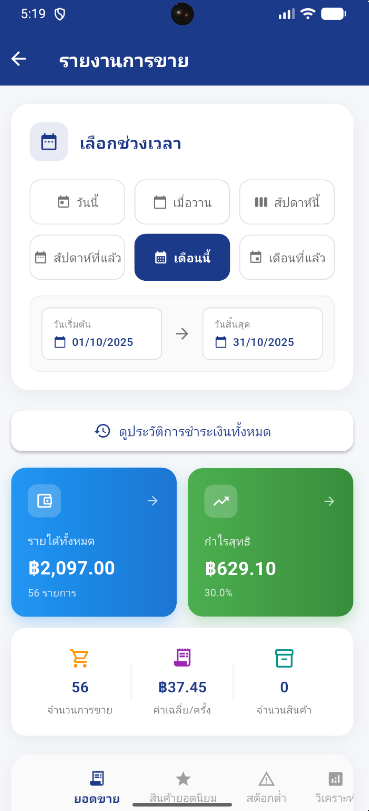 5:19
รายงานการขาย
เลือกช่วงเวลา
วันนี้ เมื่อวาน สัปดาห์นี้
สัปดาห์ที่แล้ว เดือนนี้ เดือนที่แล้ว
วันเริ่มต้น วันสิ้นสุด
01/10/2025 31/10/2025
ดูประวัติการชำระเงินทั้งหมด
รายได้ทั้งหมด กำไรสุทธิ
฿2,097.00 ฿629.10
56 รายการ 30.0%
56 ฿37.45 0
จำนวนการขาย ค่าเฉลี่ย/ครั้ง จำนวนสินค้า
ยอดขาย สินค้ายอดนิยม สต๊อกต่ำ